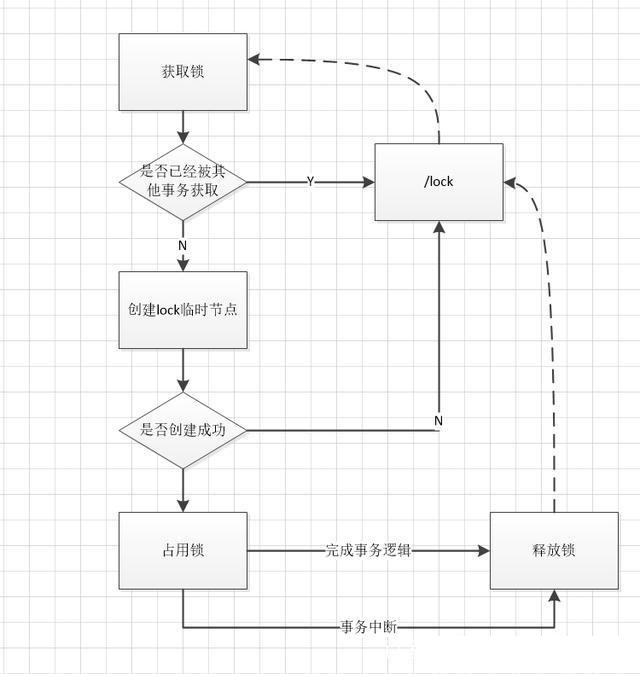 获取锁
是否已经被其
他事务获取
Y
/lock
N
创建lock临时节点
是否创建成功
N
占用锁
完成事务逻辑
释放锁
事务中断